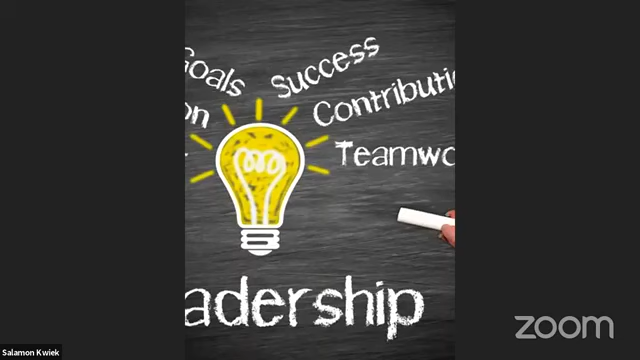 Goals
Success
on
Contributi
Teamwo
adership
Salamon Kwiek
zoom